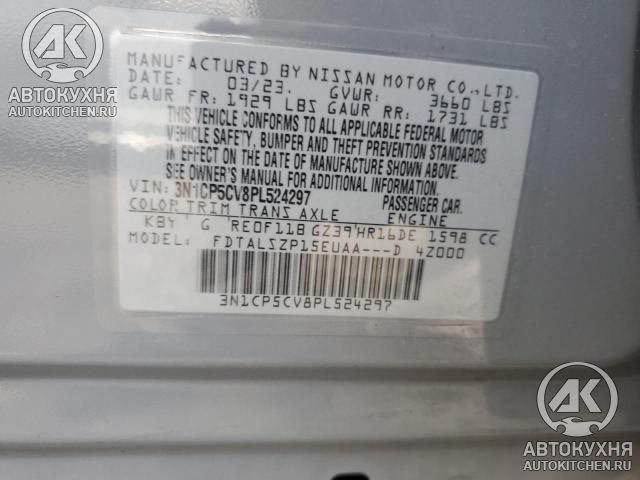 MANUFACTURED BY NISSAN MOTOR CO.,LTD.
DATE: 03/23. GVWR: 3660 LBS
GAWR FR: 1929 LBS GAWR RR: 1731 LBS
THIS VEHICLE CONFORMS TO ALL APPLICABLE FEDERAL MOTOR
VEHICLE SAFETY, BUMPER AND THEFT PREVENTION STANDARDS
IN EFFECT ON THE DATE OF MANUFACTURE SHOWN ABOVE.
SEE OWNER'S MANUAL FOR ADDITIONAL INFORMATION
VIN: 3N1CP5CV8PL524297 PASSENGER CAR.
COLOR TRIM TRANS AXLE ENGINE
KBY G RE0F11B GZ39 HR16DE 1598 CC
MODEL: FDTALSZP15EUAA---D 4Z000
3N1CP5CV8PL524297
АК
АВТОКУХНЯ
AUTOKITCHEN.RU
АК
АВТОКУХНЯ
AUTOKITCHEN.RU